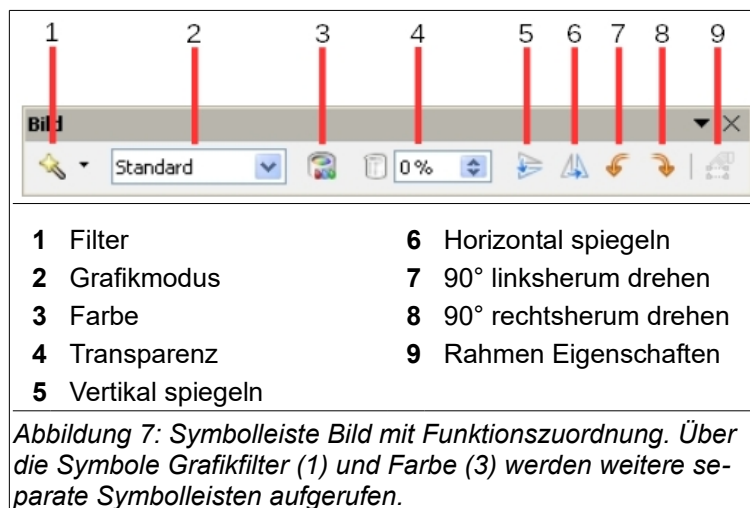 1 2 3 4 5 6 7 8 9
Bild
Standard 0 %
1 Filter
2 Grafikmodus
3 Farbe
4 Transparenz
5 Vertikal spiegeln
6 Horizontal spiegeln
7 90° linksherum drehen
8 90° rechtsherum drehen
9 Rahmen Eigenschaften
Abbildung 7: Symbolleiste Bild mit Funktionszuordnung. Über
die Symbole Grafikfilter (1) und Farbe (3) werden weitere se-
parate Symbolleisten aufgerufen.